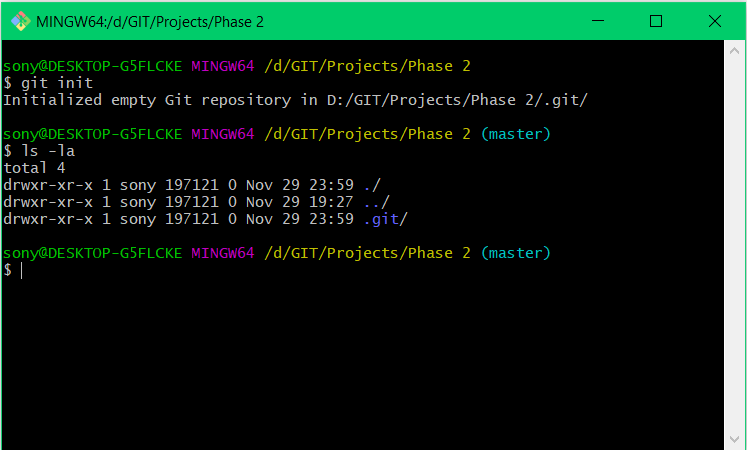 MINGW64:/d/GIT/Projects/Phase 2
sony@DESKTOP-G5FLCKE MINGW64 /d/GIT/Projects/Phase 2
$ git init
Initialized empty Git repository in D:/GIT/Projects/Phase 2/.git/
sony@DESKTOP-G5FLCKE MINGW64 /d/GIT/Projects/Phase 2 (master)
$ ls -la
total 4
drwxr-xr-x 1 sony 197121 0 Nov 29 23:59 ./
drwxr-xr-x 1 sony 197121 0 Nov 29 19:27 ../
drwxr-xr-x 1 sony 197121 0 Nov 29 23:59 .git/
sony@DESKTOP-G5FLCKE MINGW64 /d/GIT/Projects/Phase 2 (master)
$